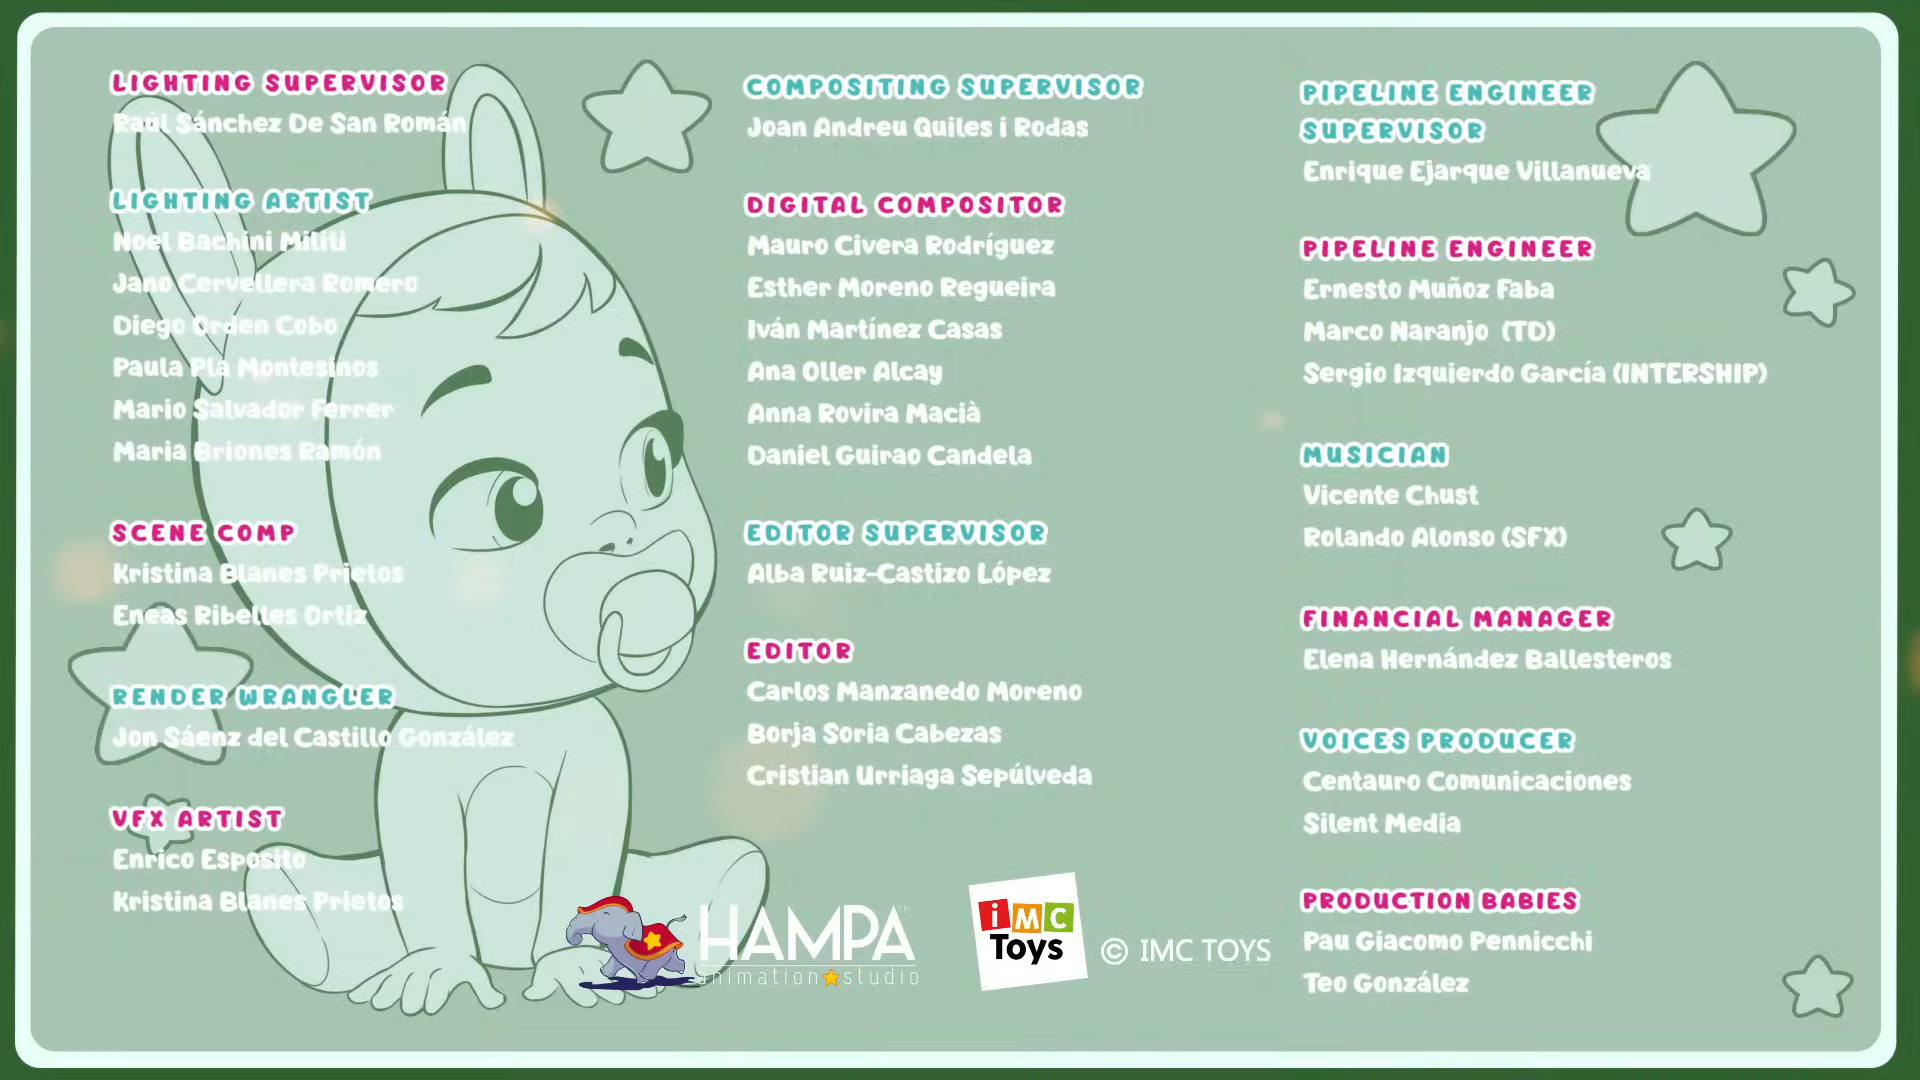 LIGHTING SUPERVISOR
Raúl Sánchez De San Román
LIGHTING ARTIST
Noel Bachini Militi
Jano Cervellera Romero
Diego Orden Cobo
Paula Pla Montesinos
Mario Salvador Ferrer
Maria Briones Ramón
SCENE COMP
Kristina Blanes Prietos
Eneas Ribelles Ortiz
RENDER WRANGLER
Jon Sáenz del Castillo González
VFX ARTIST
Enrico Esposito
Kristina Blanes Prietos
COMPOSITING SUPERVISOR
Joan Andreu Quiles i Rodas
DIGITAL COMPOSITOR
Mauro Civera Rodríguez
Esther Moreno Regueira
Iván Martínez Casas
Ana Oller Alcay
Anna Rovira Macià
Daniel Guirao Candela
EDITOR SUPERVISOR
Alba Ruiz-Castizo López
EDITOR
Carlos Manzanedo Moreno
Borja Soria Cabezas
Cristian Urriaga Sepúlveda
HAMPA
animation studio
iMC
Toys
© IMC TOYS
PIPELINE ENGINEER
SUPERVISOR
Enrique Ejarque Villanueva
PIPELINE ENGINEER
Ernesto Muñoz Faba
Marco Naranjo (TD)
Sergio Izquierdo García (INTERSHIP)
MUSICIAN
Vicente Chust
Rolando Alonso (SFX)
FINANCIAL MANAGER
Elena Hernández Ballesteros
VOICES PRODUCER
Centauro Comunicaciones
Silent Media
PRODUCTION BABIES
Pau Giacomo Pennicchi
Teo González